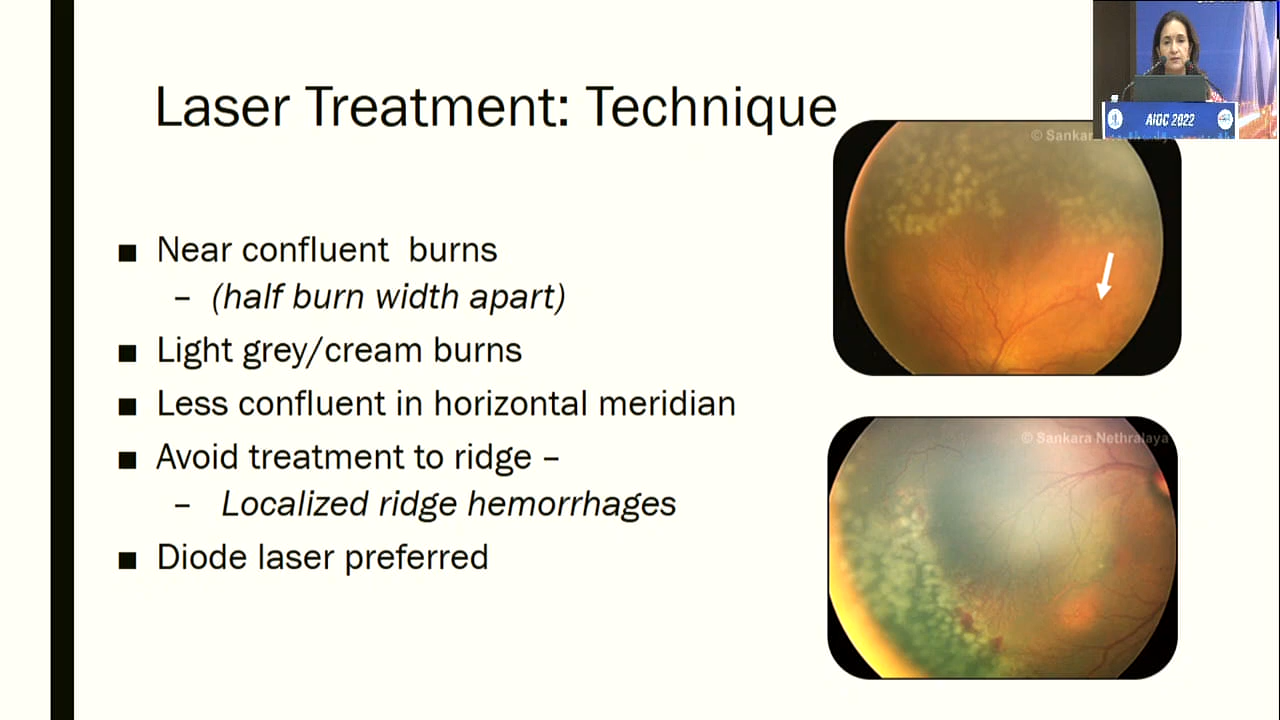 Laser Treatment: Technique
■ Near confluent burns
– (half burn width apart)
■ Light grey/cream burns
■ Less confluent in horizontal meridian
■ Avoid treatment to ridge –
– Localized ridge hemorrhages
■ Diode laser preferred
AIOC 2022
© Sankara
© Sankara Nethralaya